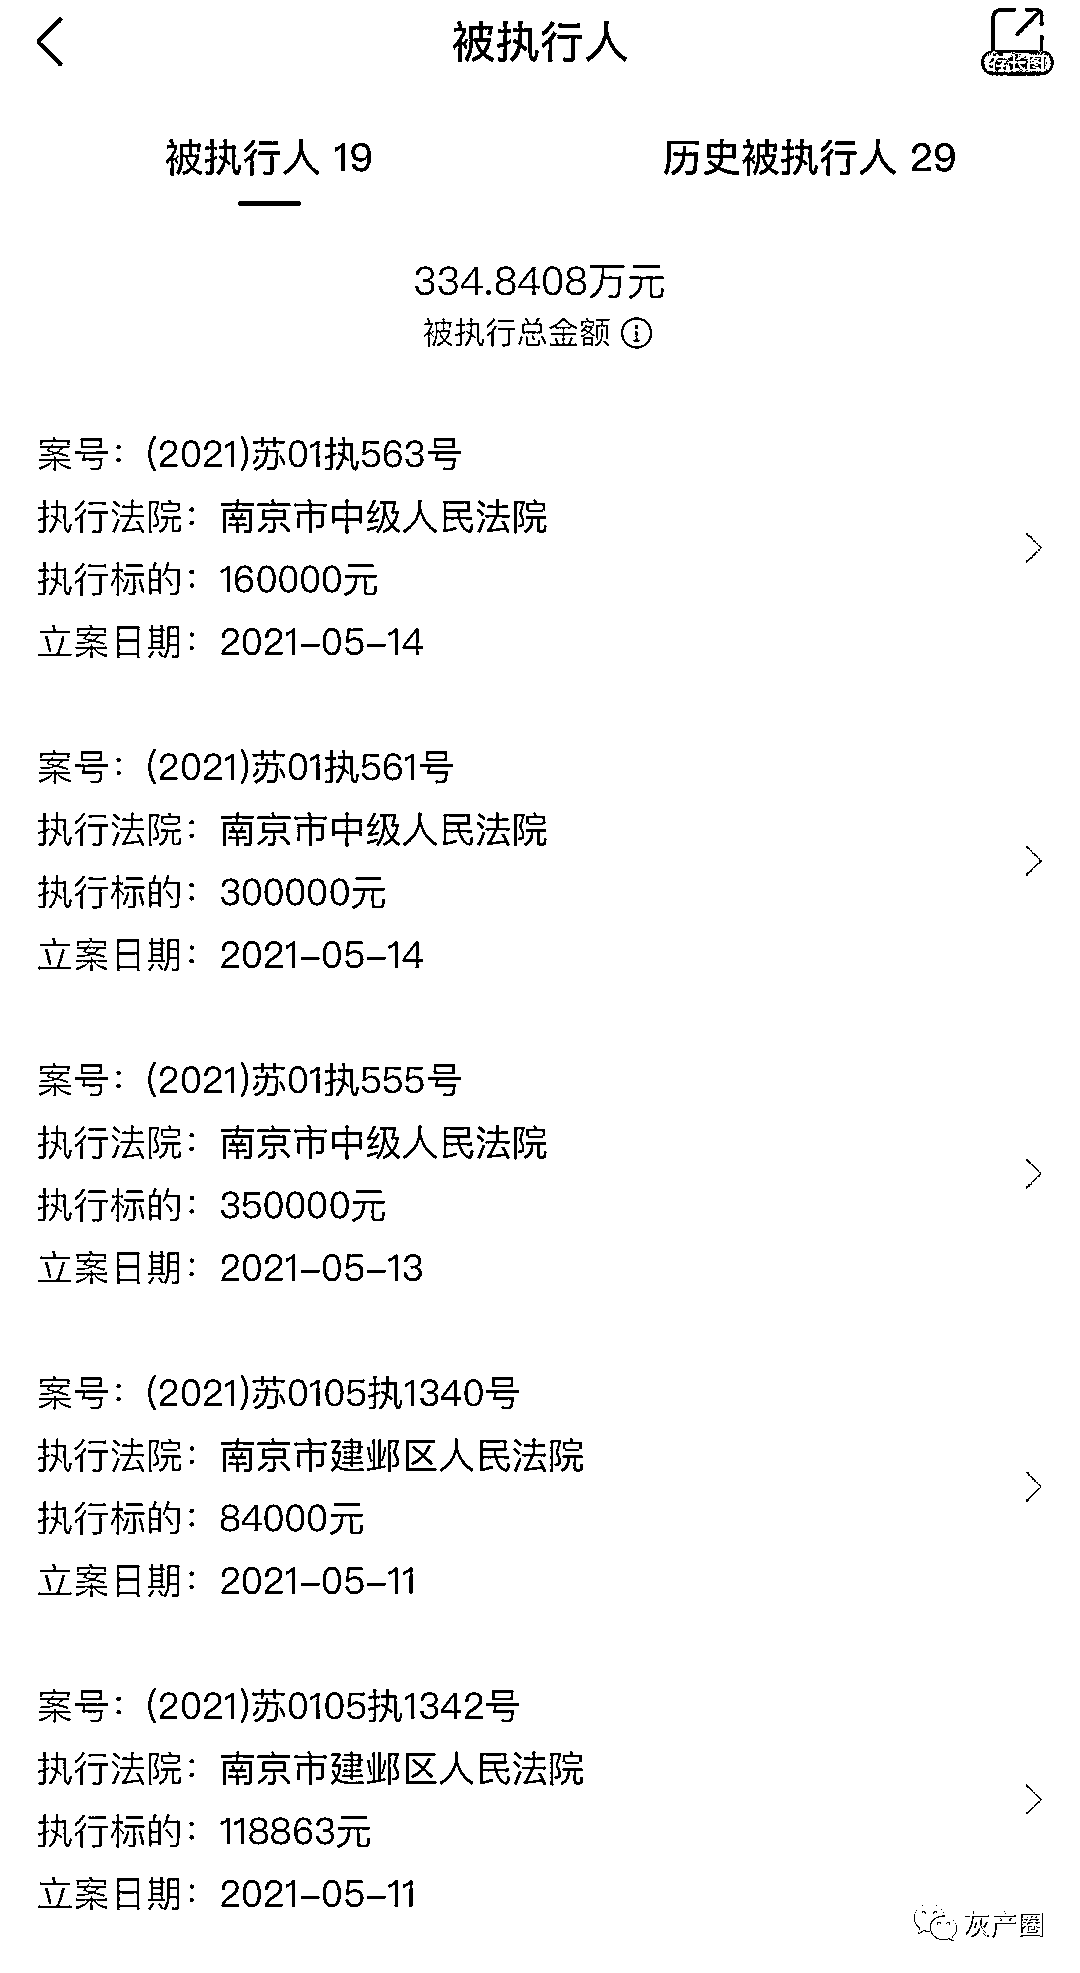 被执行人
存长图
被执行人 19
历史被执行人 29
334.8408万元
被执行总金额
案号：(2021)苏01执563号
执行法院：南京市中级人民法院
执行标的：160000元
立案日期：2021-05-14
案号：(2021)苏01执561号
执行法院：南京市中级人民法院
执行标的：300000元
立案日期：2021-05-14
案号：(2021)苏01执555号
执行法院：南京市中级人民法院
执行标的：350000元
立案日期：2021-05-13
案号：(2021)苏0105执1340号
执行法院：南京市建邺区人民法院
执行标的：84000元
立案日期：2021-05-11
案号：(2021)苏0105执1342号
执行法院：南京市建邺区人民法院
执行标的：118863元
立案日期：2021-05-11
灰产圈